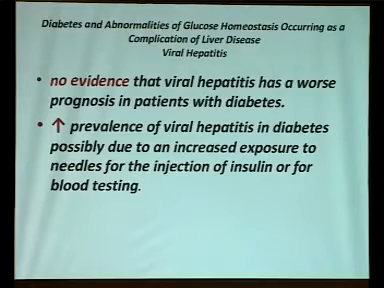 Diabetes and Abnormalities of Glucose Homeostasis Occurring as a
Complication of Liver Disease
Viral Hepatitis
• no evidence that viral hepatitis has a worse
prognosis in patients with diabetes.
• ↑ prevalence of viral hepatitis in diabetes
possibly due to an increased exposure to
needles for the injection of insulin or for
blood testing.